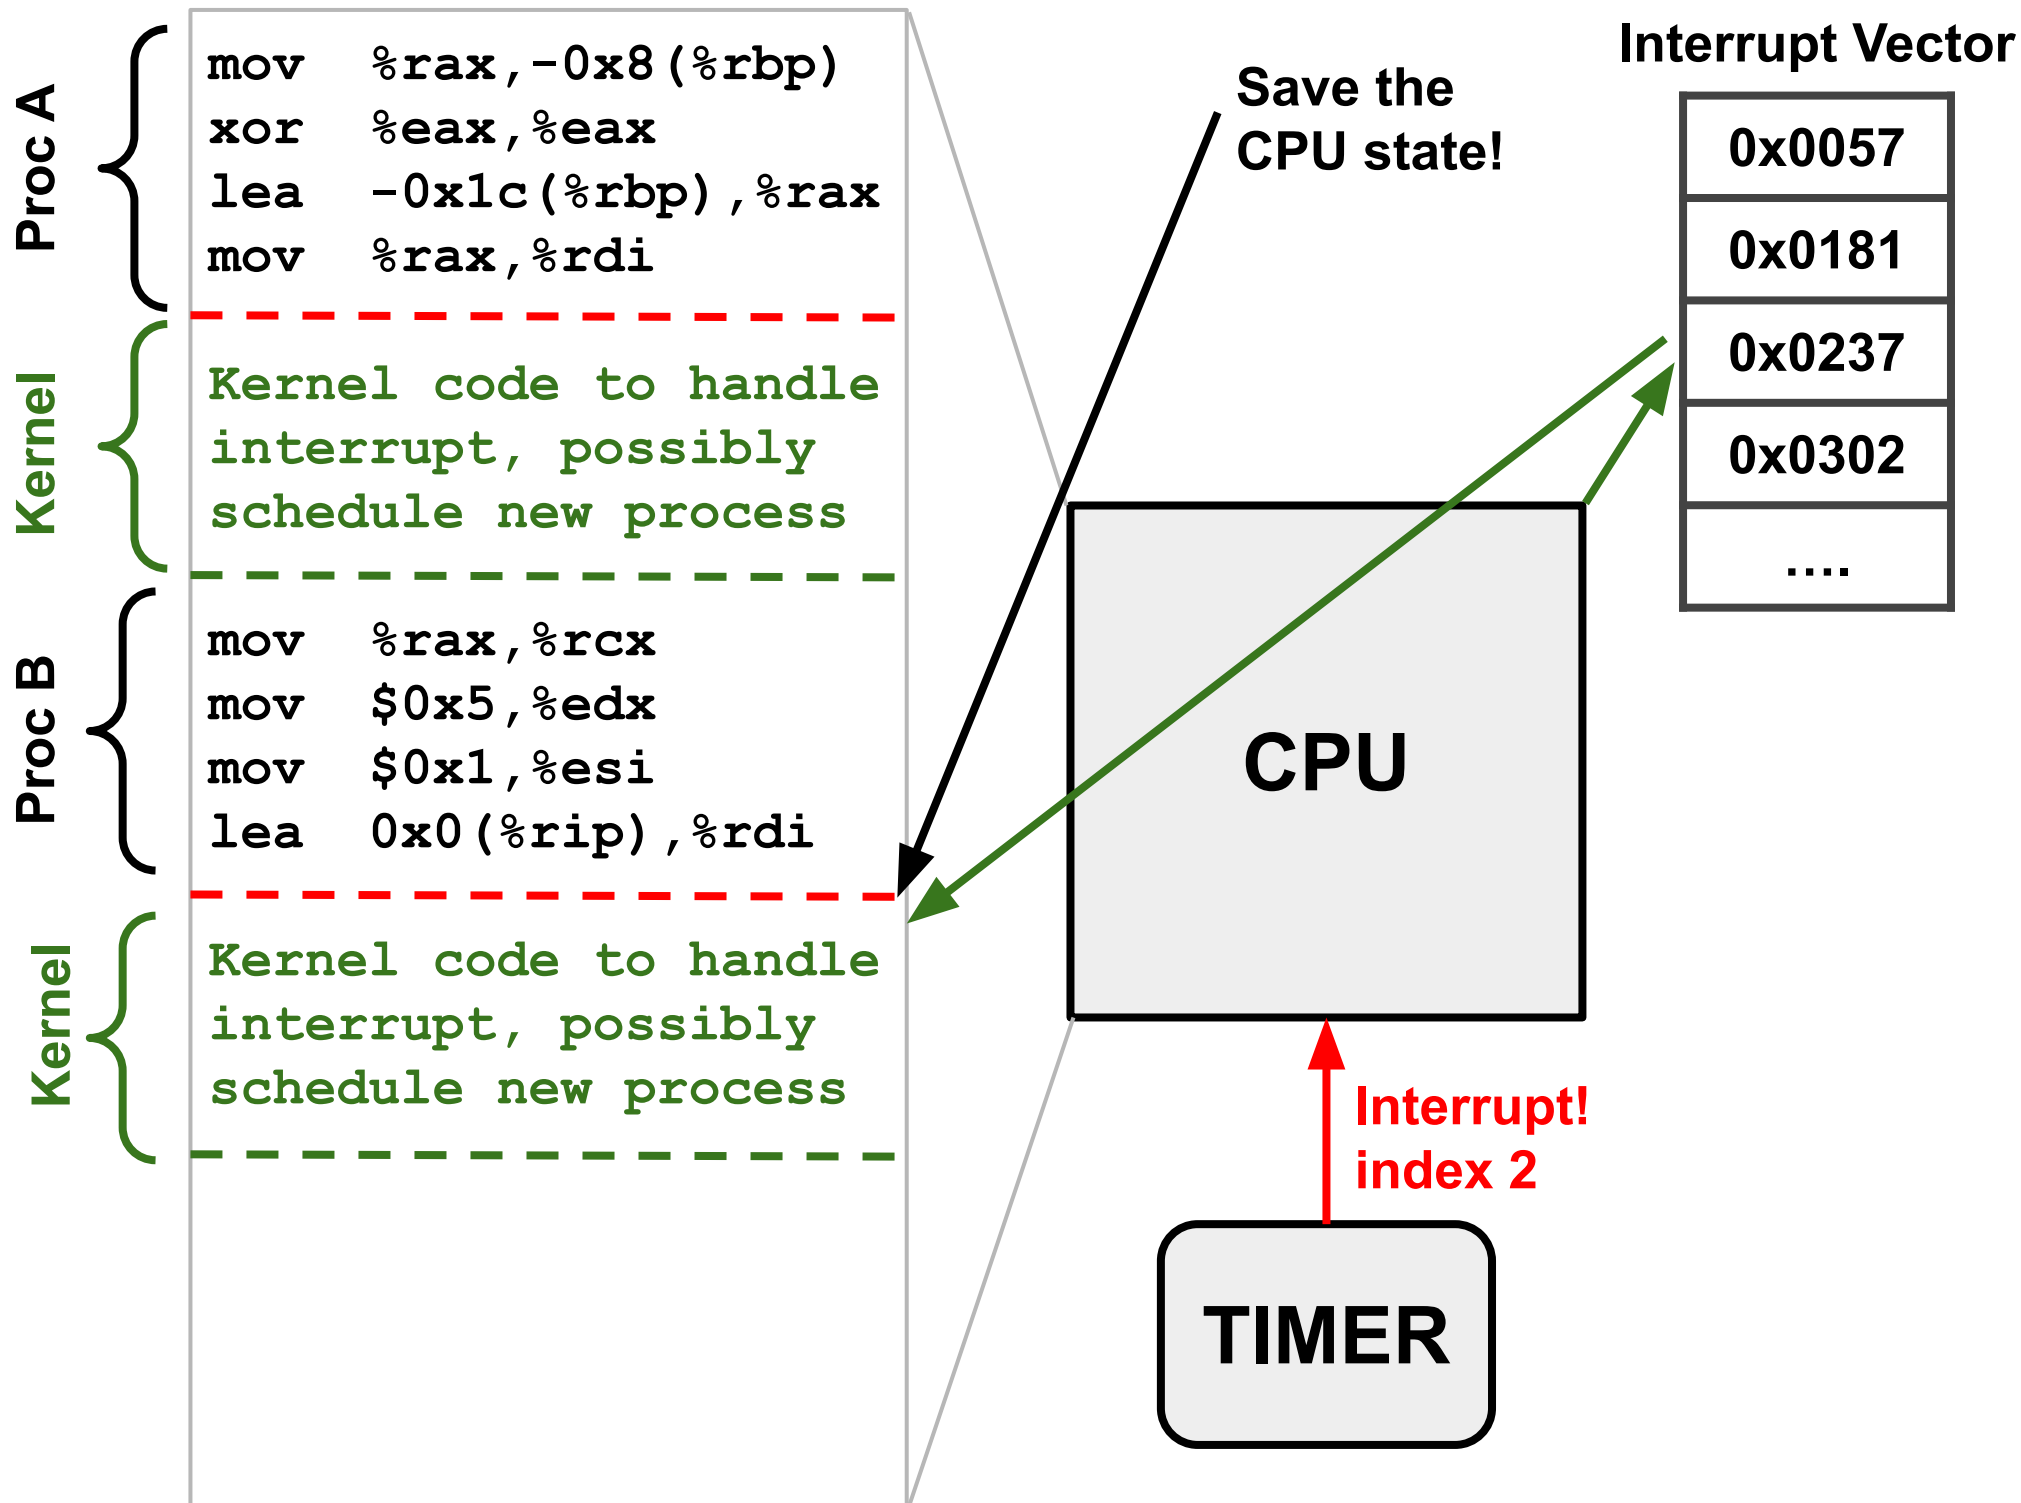 Proc A
mov %rax,-0x8(%rbp)
xor %eax,%eax
lea -0x1c(%rbp),%rax
mov %rax,%rdi
Kernel
Kernel code to handle
interrupt, possibly
schedule new process
Proc B
mov %rax,%rcx
mov $0x5,%edx
mov $0x1,%esi
lea 0x0(%rip),%rdi
Kernel
Kernel code to handle
interrupt, possibly
schedule new process
Save the
CPU state!
CPU
Interrupt!
index 2
TIMER
Interrupt Vector
0x0057
0x0181
0x0237
0x0302
....